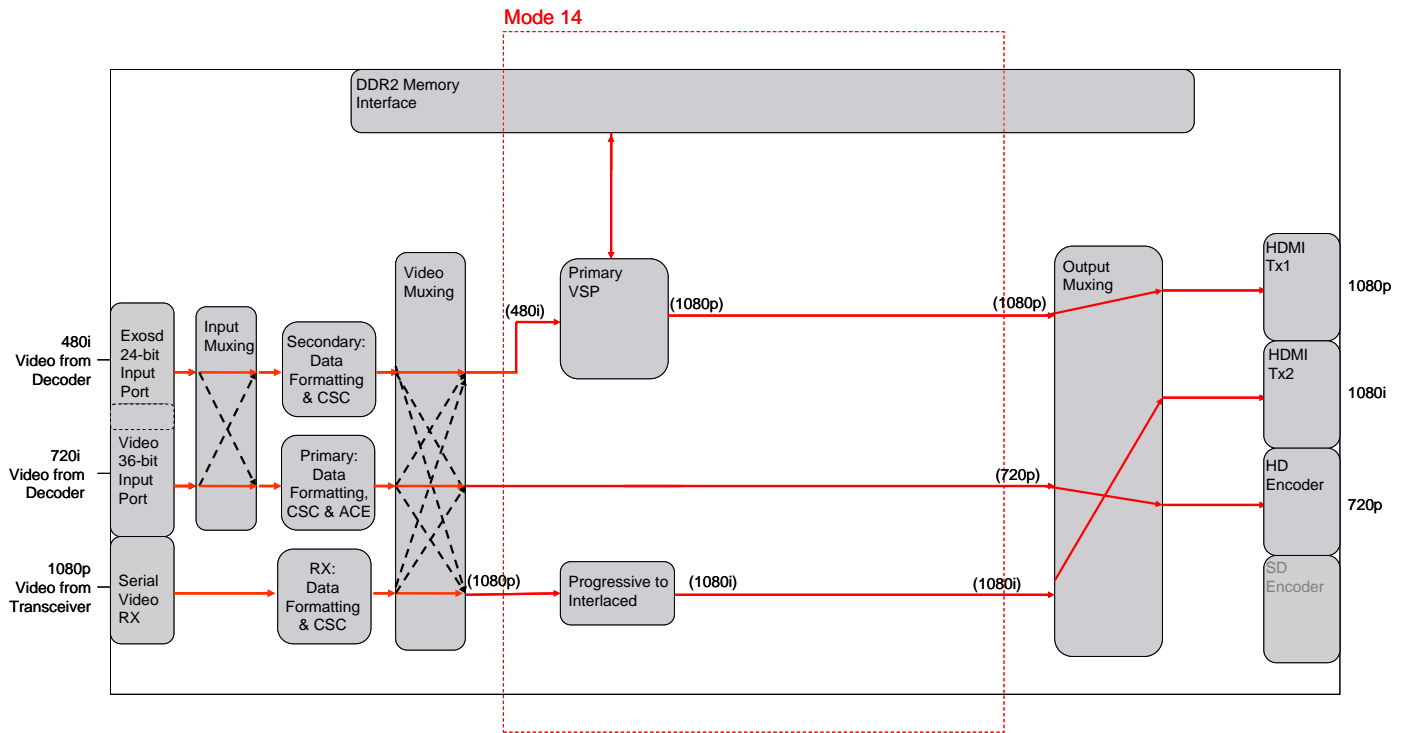 Mode 14
DDR2 Memory
Interface
480i
Video from
Decoder
720i
Video from
Decoder
1080p
Video from
Transceiver
Exosd
24-bit
Input
Port
Video
36-bit
Input
Port
Serial
Video
RX
Input
Muxing
Secondary:
Data
Formatting
& CSC
Primary:
Data
Formatting,
CSC & ACE
RX:
Data
Formatting
& CSC
Video
Muxing
(480i)
(1080p)
Primary
VSP
(1080p)
Progressive to
Interlaced
(1080i)
(1080p)
(720p)
(1080i)
Output
Muxing
HDMI
Tx1
HDMI
Tx2
HD
Encoder
SD
Encoder
1080p
1080i
720p